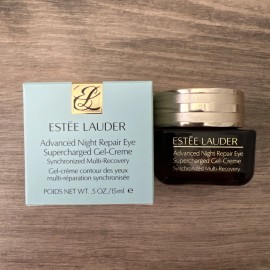 EL
ESTĒE LAUDER
Advanced Night Repair Eye
Supercharged Gel-Creme
Synchronized Multi-Recovery
Gel-crème contour des yeux
multi-réparation synchronisée
POIDS NET WT. .5 OZ./15 ml e
ESTĒE LAUDER
Advanced Night Repair Eye
Supercharged Gel-Creme
Synchronized Multi-Recovery